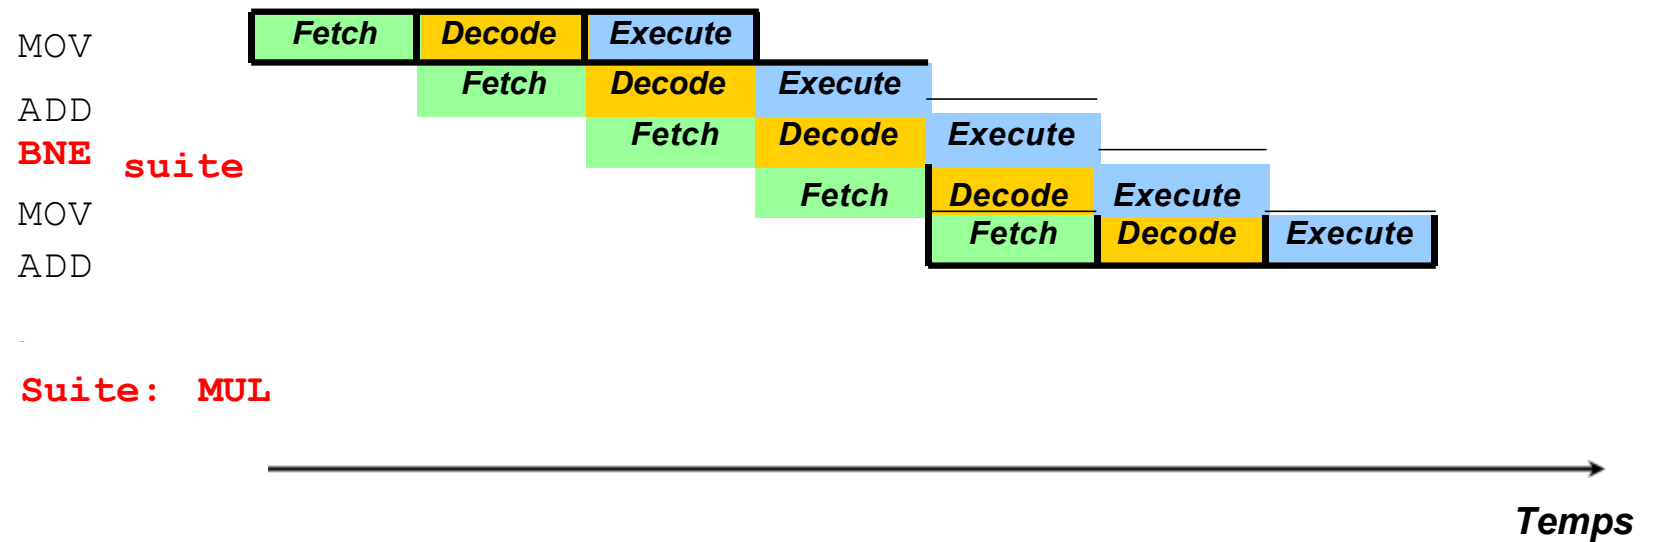 MOV Fetch Decode Execute
ADD Fetch Decode Execute
BNE suite Fetch Decode Execute
MOV Fetch Decode Execute
ADD Fetch Decode Execute
Suite: MUL
Temps